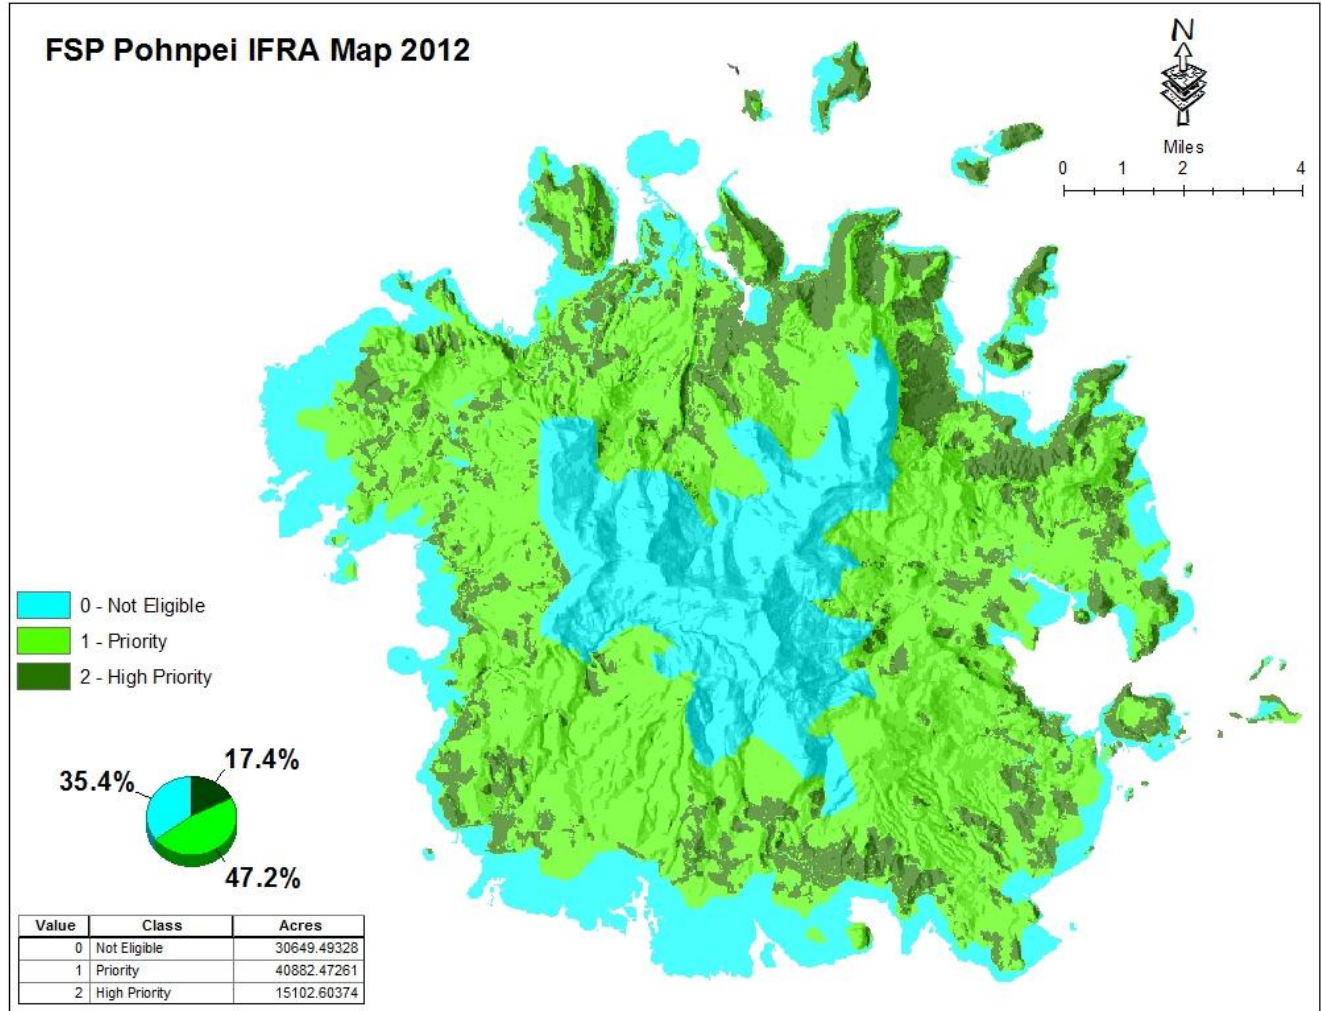 FSP Pohnpei IFRA Map 2012
N
Miles
0 1 2 4
0 - Not Eligible
1 - Priority
2 - High Priority
17.4%
35.4%
47.2%
Value Class Acres
0 Not Eligible 30649.49328
1 Priority 40882.47261
2 High Priority 15102.60374